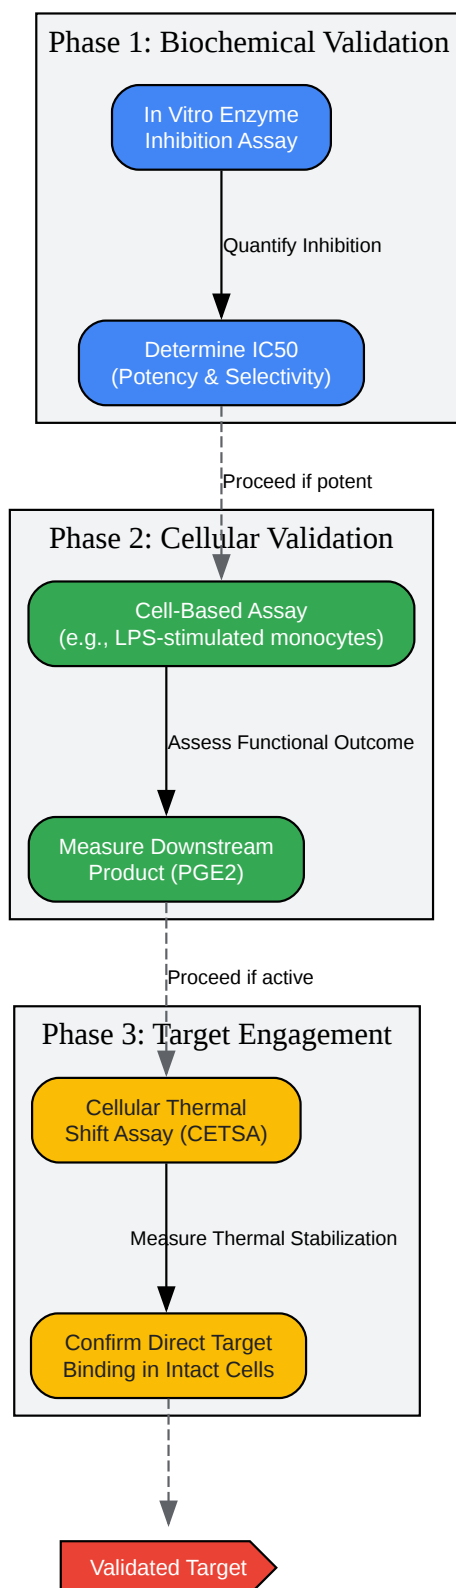 Phase 1: Biochemical Validation
In Vitro Enzyme
Inhibition Assay
Quantify Inhibition
Determine IC50
(Potency & Selectivity)
Proceed if potent
Phase 2: Cellular Validation
Cell-Based Assay
(e.g., LPS-stimulated monocytes)
Assess Functional Outcome
Measure Downstream
Product (PGE2)
Proceed if active
Phase 3: Target Engagement
Cellular Thermal
Shift Assay (CETSA)
Measure Thermal Stabilization
Confirm Direct Target
Binding in Intact Cells
Validated Target